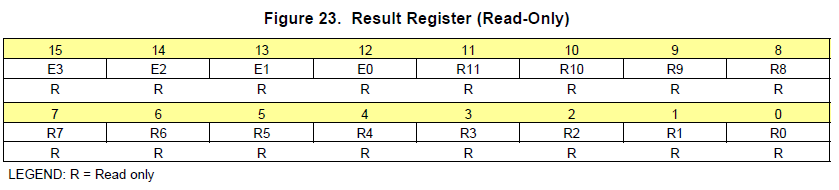 Figure 23. Result Register (Read-Only)
15 14 13 12 11 10 9 8
E3 E2 E1 E0 R11 R10 R9 R8
R R R R R R R R
7 6 5 4 3 2 1 0
R7 R6 R5 R4 R3 R2 R1 R0
R R R R R R R R
LEGEND: R = Read only